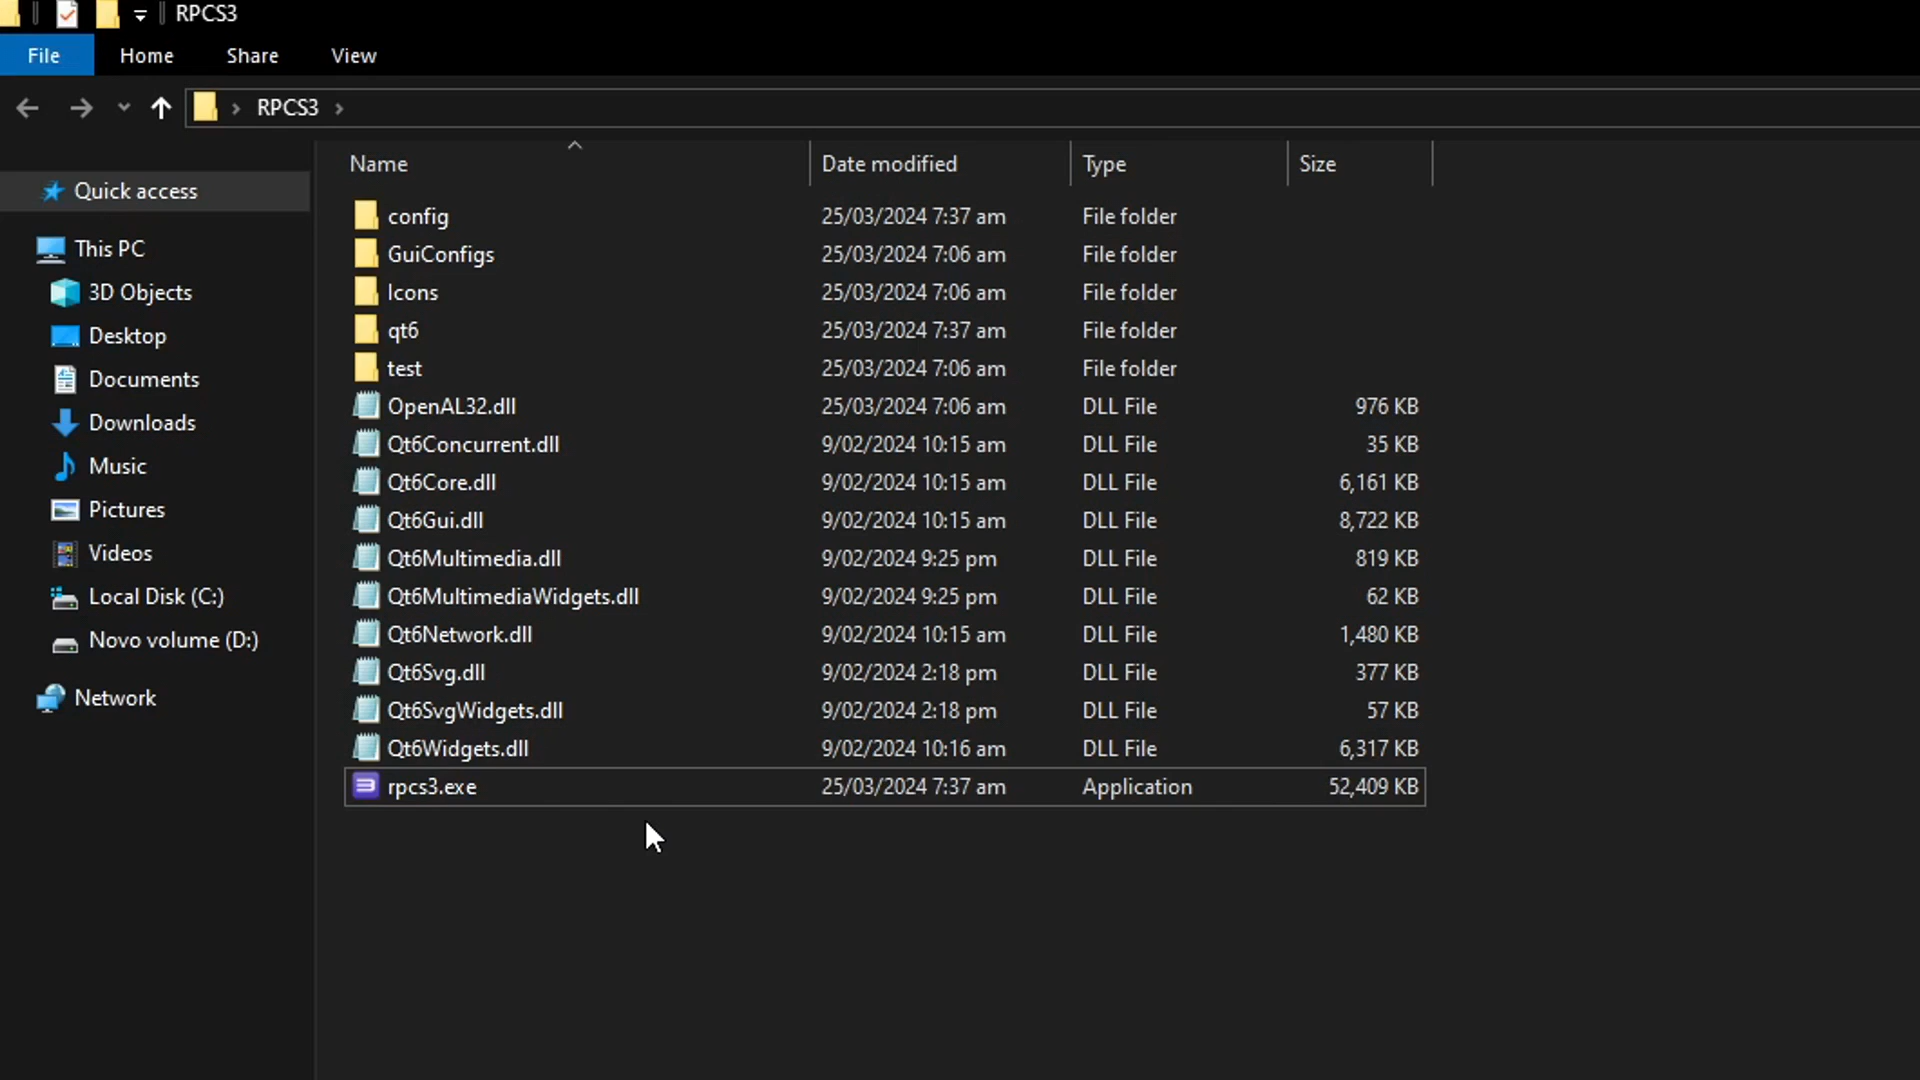 RPCS3
File Home Share View
RPCS3
Name Date modified Type Size
Quick access
This PC
3D Objects
Desktop
Documents
Downloads
Music
Pictures
Videos
Local Disk (C:)
Novo volume (D:)
Network
config 25/03/2024 7:37 am File folder
GuiConfigs 25/03/2024 7:06 am File folder
Icons 25/03/2024 7:06 am File folder
qt6 25/03/2024 7:37 am File folder
test 25/03/2024 7:06 am File folder
OpenAL32.dll 25/03/2024 7:06 am DLL File 976 KB
Qt6Concurrent.dll 9/02/2024 10:15 am DLL File 35 KB
Qt6Core.dll 9/02/2024 10:15 am DLL File 6,161 KB
Qt6Gui.dll 9/02/2024 10:15 am DLL File 8,722 KB
Qt6Multimedia.dll 9/02/2024 9:25 pm DLL File 819 KB
Qt6MultimediaWidgets.dll 9/02/2024 9:25 pm DLL File 62 KB
Qt6Network.dll 9/02/2024 10:15 am DLL File 1,480 KB
Qt6Svg.dll 9/02/2024 2:18 pm DLL File 377 KB
Qt6SvgWidgets.dll 9/02/2024 2:18 pm DLL File 57 KB
Qt6Widgets.dll 9/02/2024 10:16 am DLL File 6,317 KB
rpcs3.exe 25/03/2024 7:37 am Application 52,409 KB